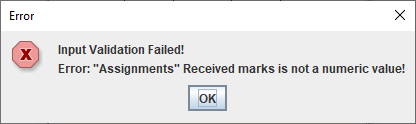 Error
Input Validation Failed!
Error: "Assignments" Received marks is not a numeric value!
OK